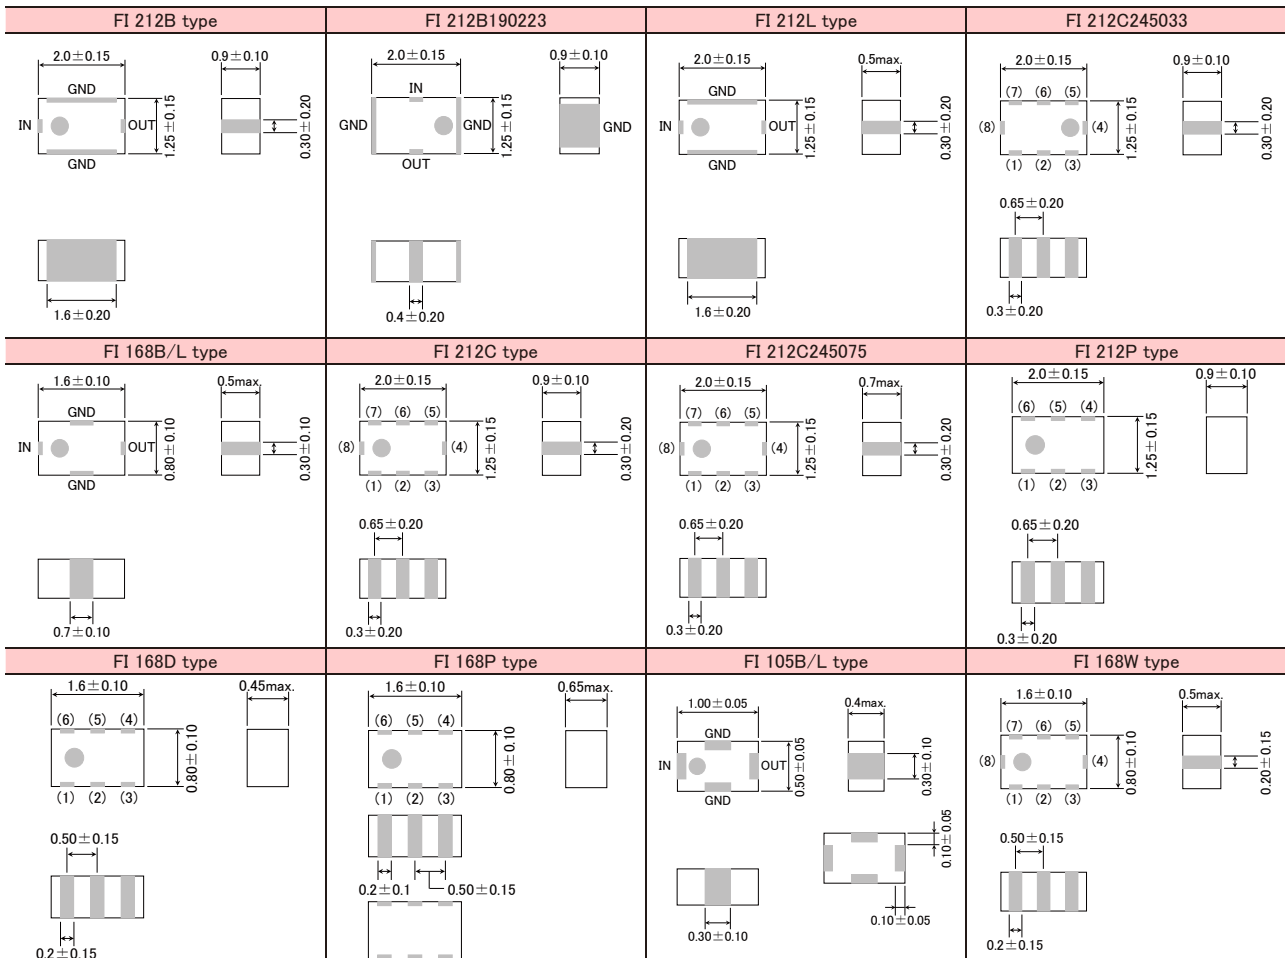 FI 212B type
2.0±0.15
0.9±0.10
GND
IN
OUT
GND
1.25±0.15
0.30±0.20
1.6±0.20
FI 212B190223
2.0±0.15
0.9±0.10
IN
GND
GND
OUT
1.25±0.15
GND
0.4±0.20
FI 212L type
2.0±0.15
0.5max.
GND
IN
OUT
GND
1.25±0.15
0.30±0.20
1.6±0.20
FI 212C245033
2.0±0.15
0.9±0.10
(7) (6) (5)
(8)
(4)
(1) (2) (3)
1.25±0.15
0.30±0.20
0.65±0.20
0.3±0.20
FI 168B/L type
1.6±0.10
0.5max.
GND
IN
OUT
GND
0.80±0.10
0.30±0.10
0.7±0.10
FI 212C type
2.0±0.15
0.9±0.10
(7) (6) (5)
(8)
(4)
(1) (2) (3)
1.25±0.15
0.30±0.20
0.65±0.20
0.3±0.20
FI 212C245075
2.0±0.15
0.7max.
(7) (6) (5)
(8)
(4)
(1) (2) (3)
1.25±0.15
0.30±0.20
0.65±0.20
0.3±0.20
FI 212P type
2.0±0.15
0.9±0.10
(6) (5) (4)
(1) (2) (3)
1.25±0.15
0.65±0.20
0.3±0.20
FI 168D type
1.6±0.10
0.45max.
(6) (5) (4)
(1) (2) (3)
0.80±0.10
0.50±0.15
0.2±0.15
FI 168P type
1.6±0.10
0.65max.
(6) (5) (4)
(1) (2) (3)
0.80±0.10
0.2±0.1
0.50±0.15
FI 105B/L type
1.00±0.05
0.4max.
GND
IN
OUT
GND
0.50±0.05
0.30±0.10
0.10±0.05
0.10±0.05
0.30±0.10
FI 168W type
1.6±0.10
0.5max.
(7) (6) (5)
(8)
(4)
(1) (2) (3)
0.80±0.10
0.20±0.15
0.50±0.15
0.2±0.15